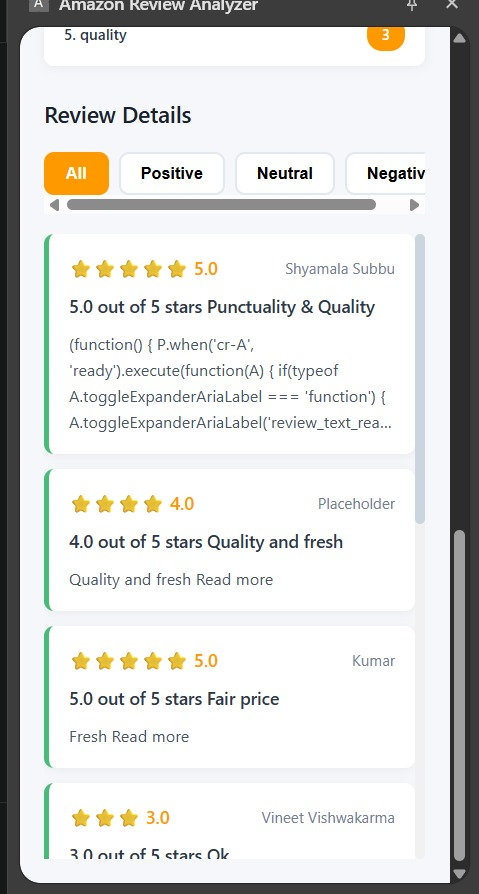 A Amazon Review Analyzer
5. quality 3
Review Details
All Positive Neutral Negativ
5.0 Shyamala Subbu
5.0 out of 5 stars Punctuality & Quality
(function() { P.when('cr-A',
'ready').execute(function(A) { if(typeof
A.toggleExpanderAriaLabel === 'function') {
A.toggleExpanderAriaLabel('review_text_rea...
4.0 Placeholder
4.0 out of 5 stars Quality and fresh
Quality and fresh Read more
5.0 Kumar
5.0 out of 5 stars Fair price
Fresh Read more
3.0 Vineet Vishwakarma
3.0 out of 5 stars Ok